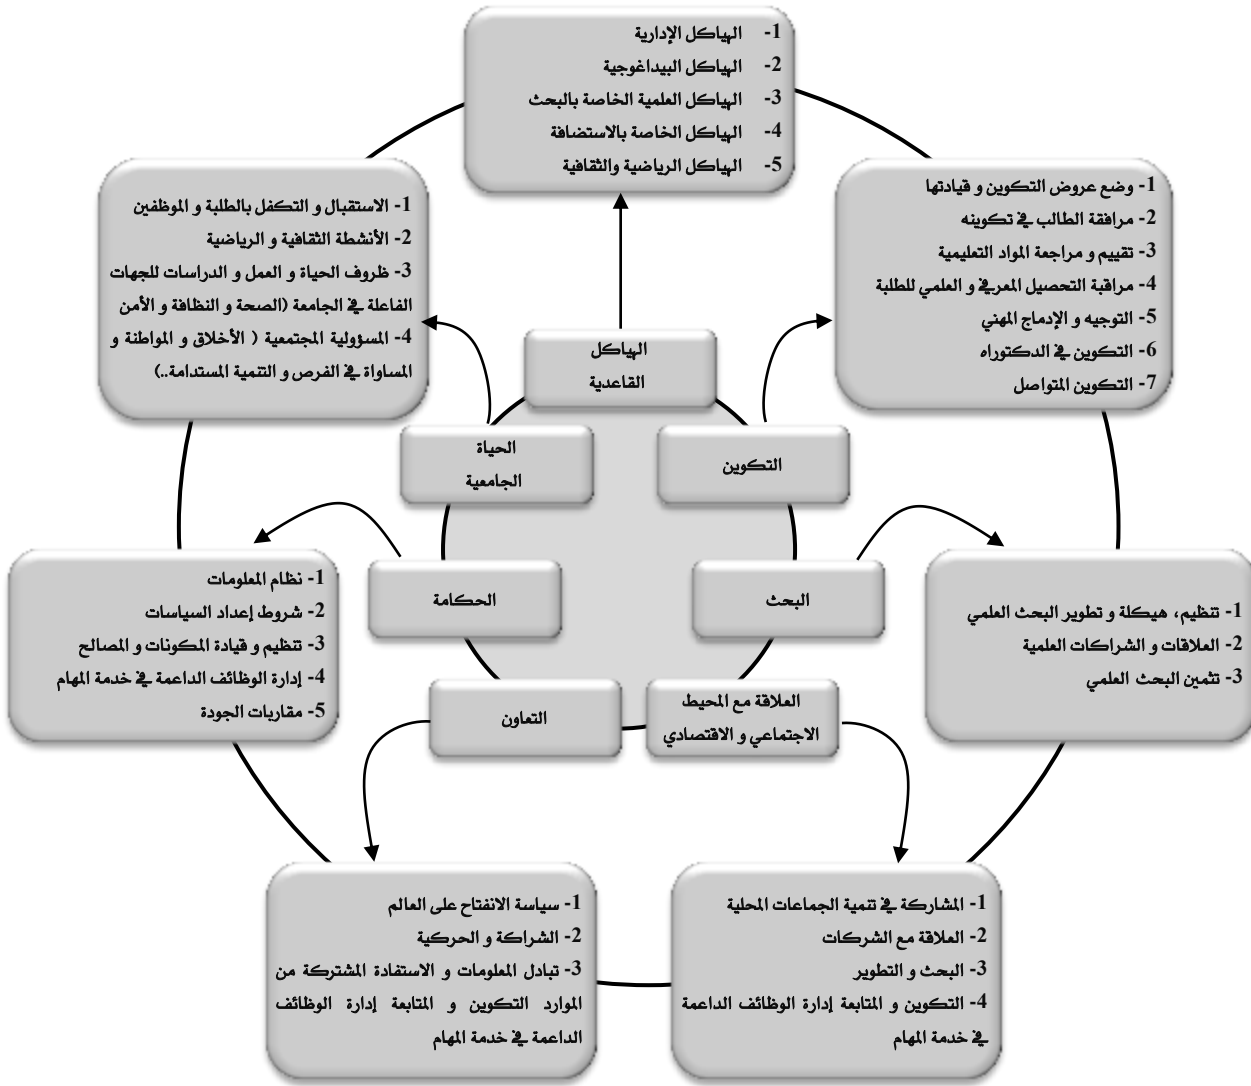 1- الهياكل الإدارية
2- الهياكل البيداغوجية
3- الهياكل العلمية الخاصة بالبحث
4- الهياكل الخاصة بالاستضافة
5- الهياكل الرياضية والثقافية
1- وضع عروض التكوين و قيادتها
2- مرافقة الطالب في تكوينه
3- تقييم و مراجعة المواد التعليمية
4- مراقبة التحصيل المعرفي و العلمي للطلبة
5- التوجيه و الإدماج المهني
6- التكوين في الدكتوراه
7- التكوين المتواصل
1- الاستقبال و التكفل بالطلبة و الموظفين
2- الأنشطة الثقافية و الرياضية
3- ظروف الحياة و العمل و الدراسات للجهات
الفاعلة في الجامعة (الصحة و النظافة و الأمن
4- المسؤولية المجتمعية ( الأخلاق و المواطنة و
المساواة في الفرص و التنمية المستدامة..)
الهياكل
القاعدية
التكوين
الحياة
الجامعية
البحث
الحكامة
العلاقة مع المحيط
الاجتماعي و الاقتصادي
التعاون
1- تنظيم، هيكلة و تطوير البحث العلمي
2- العلاقات و الشراكات العلمية
3- تثمين البحث العلمي
1- نظام المعلومات
2- شروط إعداد السياسات
3- تنظيم و قيادة المكونات و المصالح
4- إدارة الوظائف الداعمة في خدمة المهام
5- مقاربات الجودة
1- المشاركة في تنمية الجماعات المحلية
2- العلاقة مع الشركات
3- البحث و التطوير
4- التكوين و المتابعة إدارة الوظائف الداعمة
في خدمة المهام
1- سياسة الانفتاح على العالم
2- الشراكة و الحركية
3- تبادل المعلومات و الاستفادة المشتركة من
الموارد التكوين و المتابعة إدارة الوظائف
الداعمة في خدمة المهام